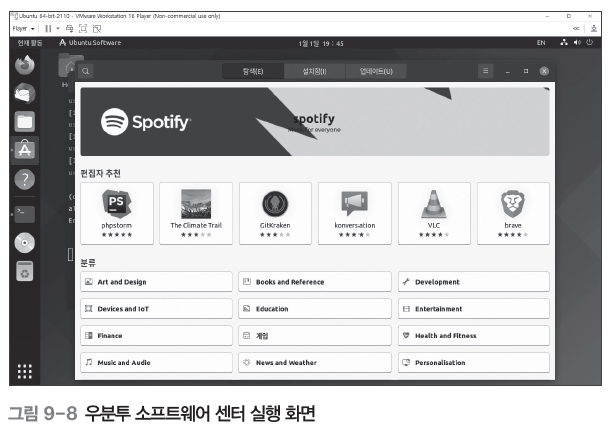 Ubuntu 64-bit-2110 - VMware Workstation 16 Player (Non-commercial use only)
Player
현재 활동 Ubuntu Software 1월 1일 19 : 45 EN
탐색(E) 설치됨(I) 업데이트(U)
Spotify
spotify
Music for everyone
편집자 추천
PS
phpstorm The Climate Trail GitKraken konversation VLC brave
분류
Art and Design Books and Reference Development
Devices and IoT Education Entertainment
Finance 게임 Health and Fitness
Music and Audio News and Weather Personalisation
그림 9-8 우분투 소프트웨어 센터 실행 화면